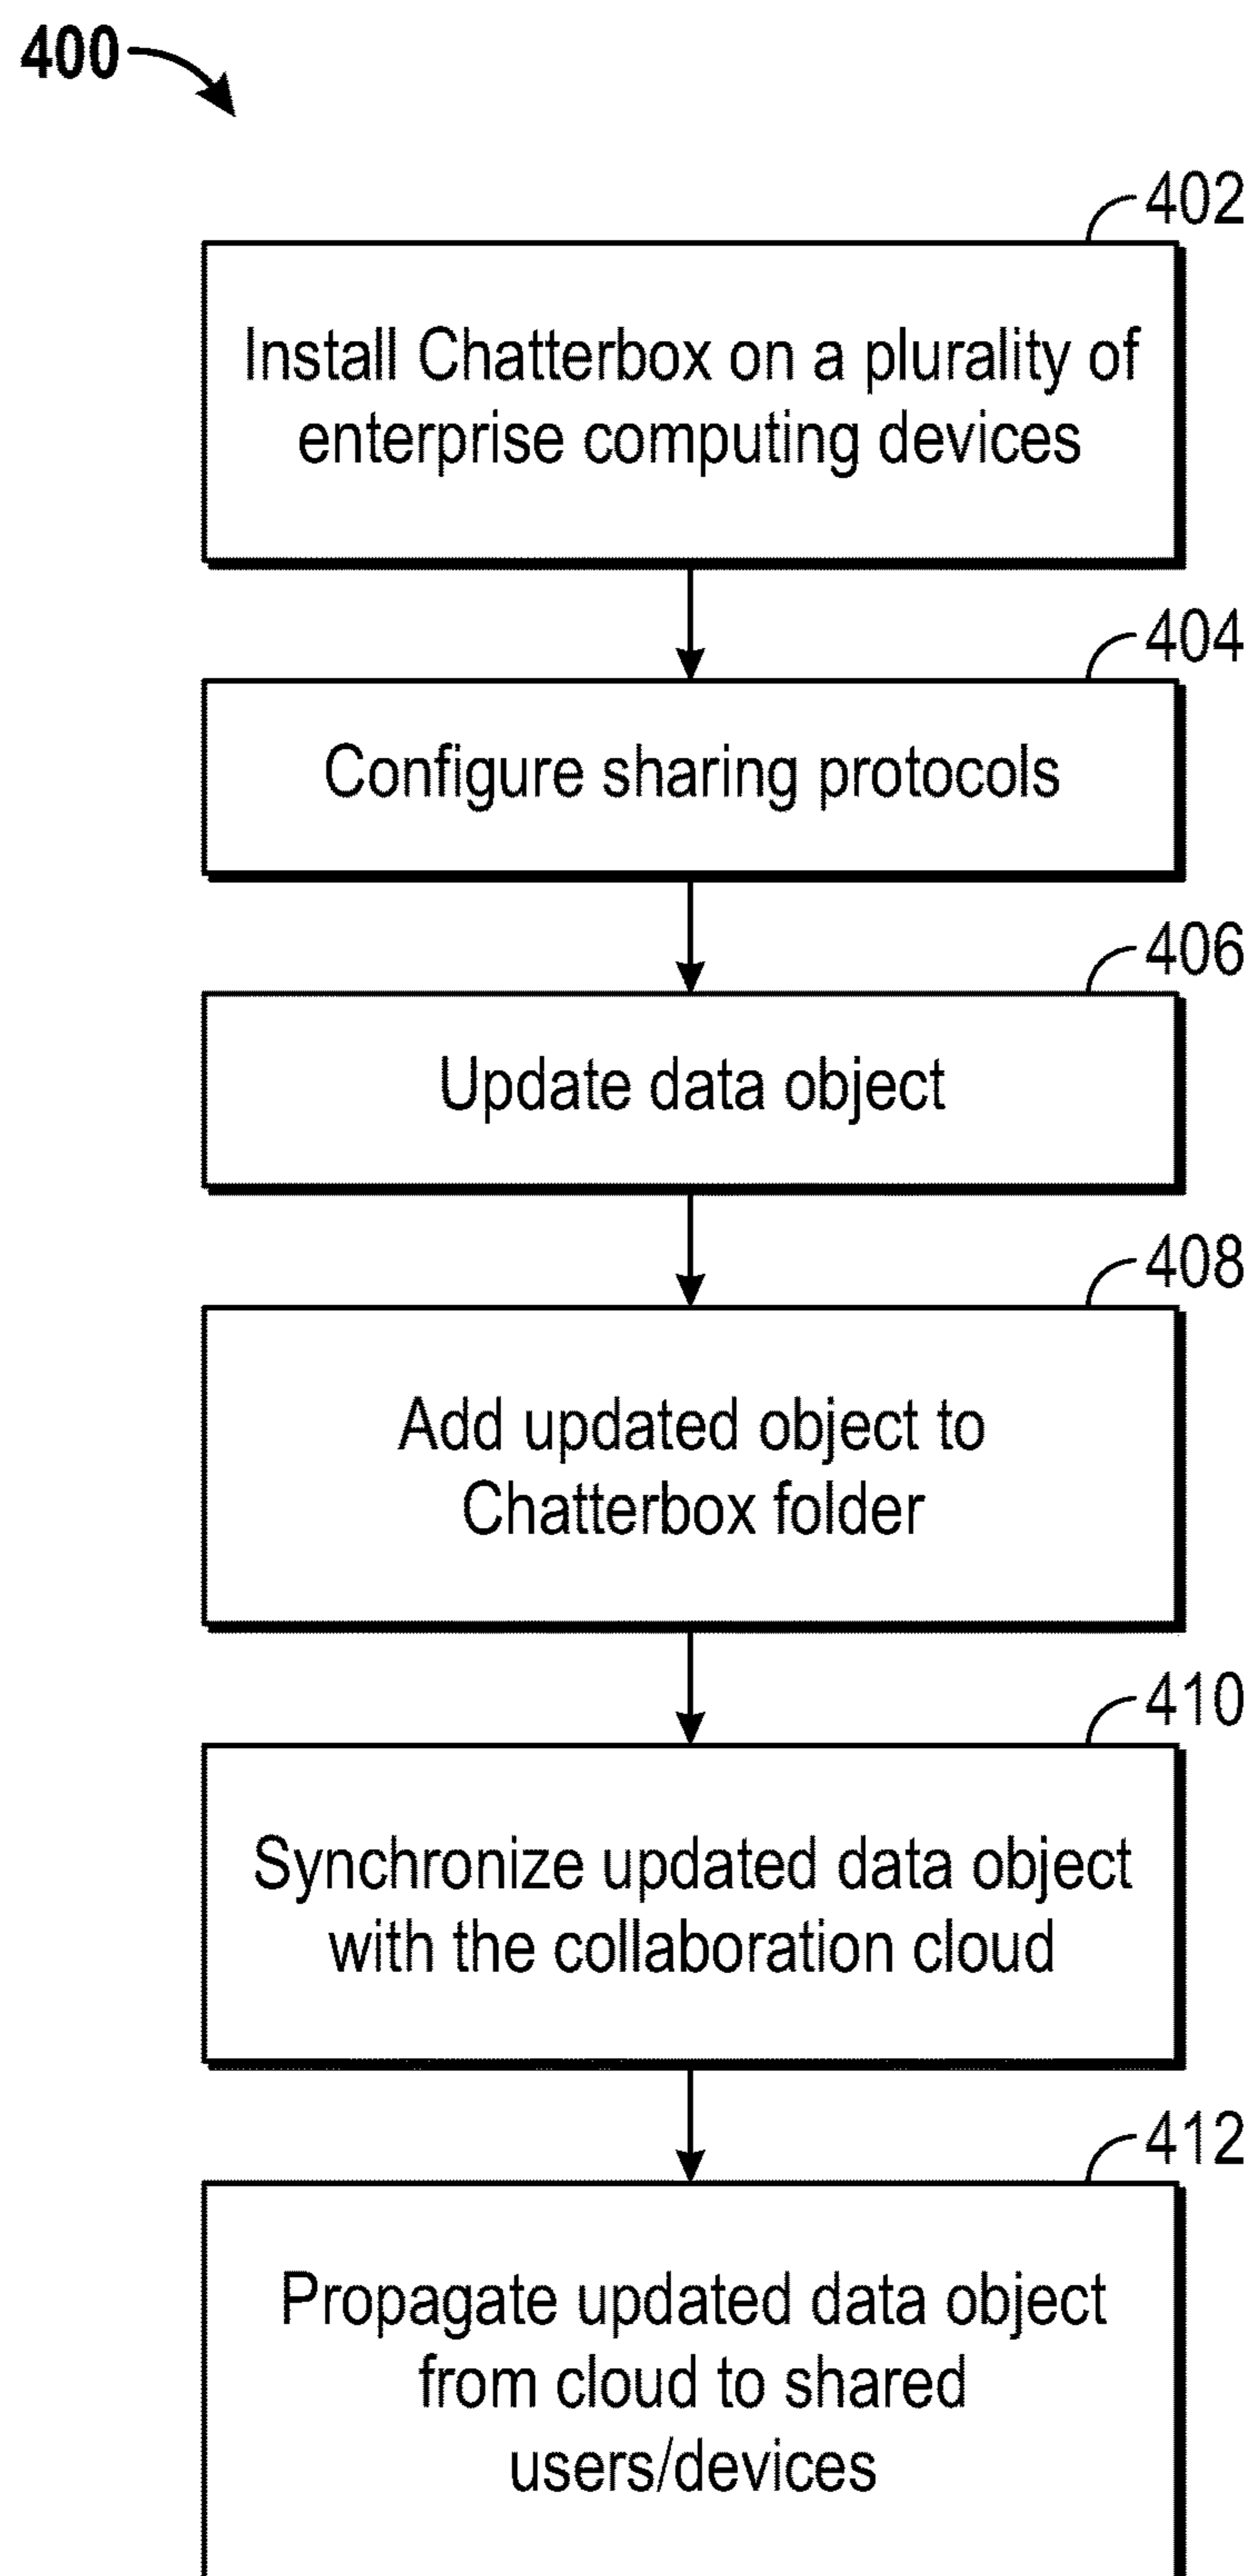 400
402
Install Chatterbox on a plurality of
enterprise computing devices
404
Configure sharing protocols
406
Update data object
408
Add updated object to
Chatterbox folder
410
Synchronize updated data object
with the collaboration cloud
412
Propagate updated data object
from cloud to shared
users/devices